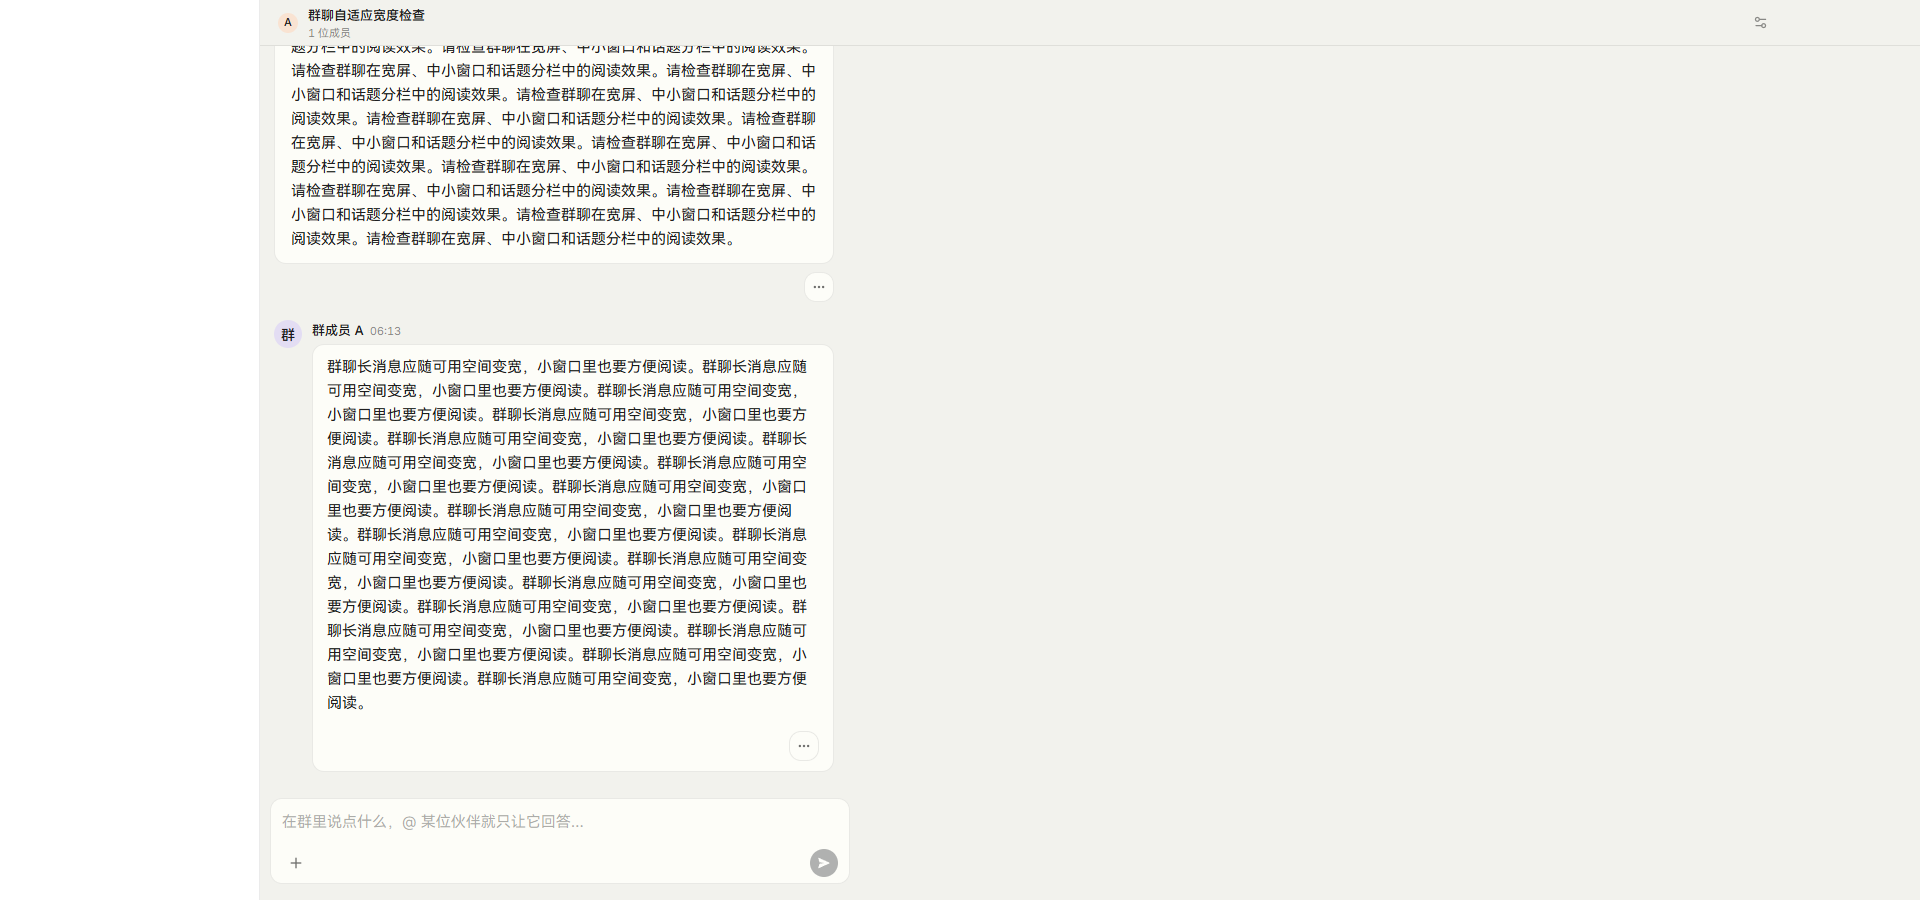 A
群聊自适应宽度检查
1 位成员
题分栏中的阅读效果。请检查群聊在宽屏、中小窗口和话题分栏中的阅读效果。
请检查群聊在宽屏、中小窗口和话题分栏中的阅读效果。请检查群聊在宽屏、中
小窗口和话题分栏中的阅读效果。请检查群聊在宽屏、中小窗口和话题分栏中的
阅读效果。请检查群聊在宽屏、中小窗口和话题分栏中的阅读效果。请检查群聊
在宽屏、中小窗口和话题分栏中的阅读效果。请检查群聊在宽屏、中小窗口和话
题分栏中的阅读效果。请检查群聊在宽屏、中小窗口和话题分栏中的阅读效果。
请检查群聊在宽屏、中小窗口和话题分栏中的阅读效果。请检查群聊在宽屏、中
小窗口和话题分栏中的阅读效果。请检查群聊在宽屏、中小窗口和话题分栏中的
阅读效果。请检查群聊在宽屏、中小窗口和话题分栏中的阅读效果。
群
群成员 A 06:13
群聊长消息应随可用空间变宽，小窗口里也要方便阅读。群聊长消息应随
可用空间变宽，小窗口里也要方便阅读。群聊长消息应随可用空间变宽，
小窗口里也要方便阅读。群聊长消息应随可用空间变宽，小窗口里也要方
便阅读。群聊长消息应随可用空间变宽，小窗口里也要方便阅读。群聊长
消息应随可用空间变宽，小窗口里也要方便阅读。群聊长消息应随可用空
间变宽，小窗口里也要方便阅读。群聊长消息应随可用空间变宽，小窗口
里也要方便阅读。群聊长消息应随可用空间变宽，小窗口里也要方便阅
读。群聊长消息应随可用空间变宽，小窗口里也要方便阅读。群聊长消息
应随可用空间变宽，小窗口里也要方便阅读。群聊长消息应随可用空间变
宽，小窗口里也要方便阅读。群聊长消息应随可用空间变宽，小窗口里也
要方便阅读。群聊长消息应随可用空间变宽，小窗口里也要方便阅读。群
聊长消息应随可用空间变宽，小窗口里也要方便阅读。群聊长消息应随可
用空间变宽，小窗口里也要方便阅读。群聊长消息应随可用空间变宽，小
窗口里也要方便阅读。群聊长消息应随可用空间变宽，小窗口里也要方便
阅读。
在群里说点什么，@ 某位伙伴就只让它回答...